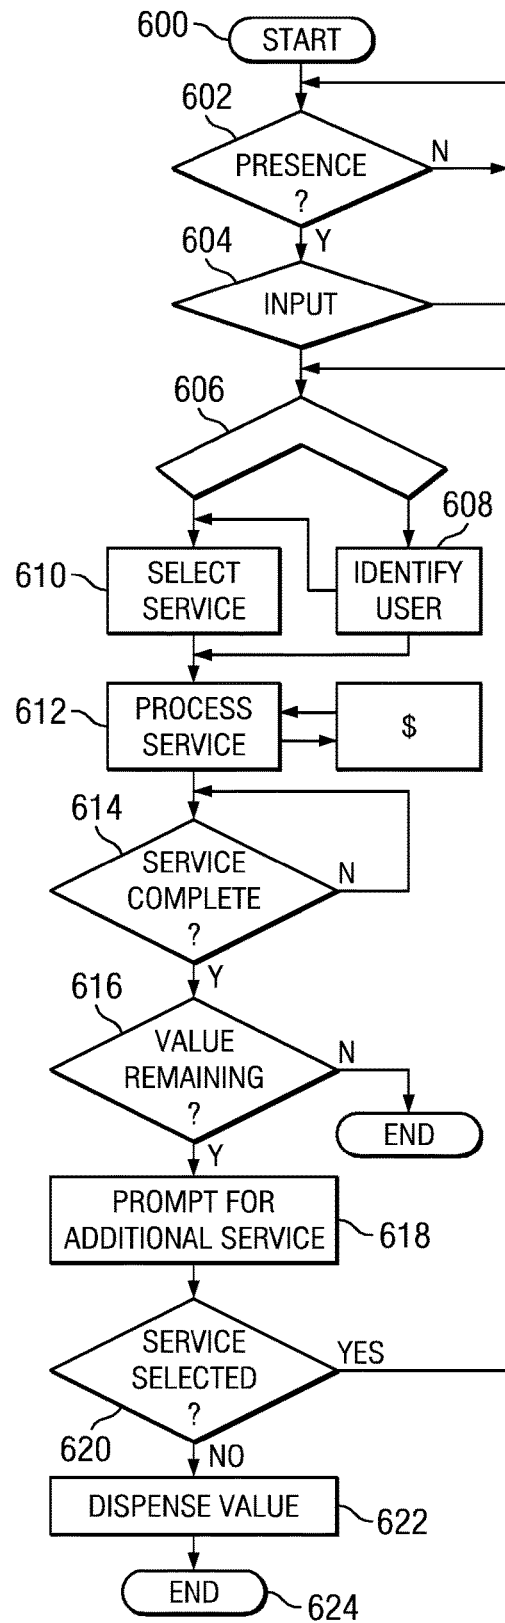 600
START
602
PRESENCE
?
N
Y
604
INPUT
606
608
610
SELECT
SERVICE
IDENTIFY
USER
612
PROCESS
SERVICE
$
614
SERVICE
COMPLETE
?
N
Y
616
VALUE
REMAINING
?
N
END
Y
PROMPT FOR
ADDITIONAL SERVICE
618
SERVICE
SELECTED
?
YES
620
NO
DISPENSE VALUE
622
END
624